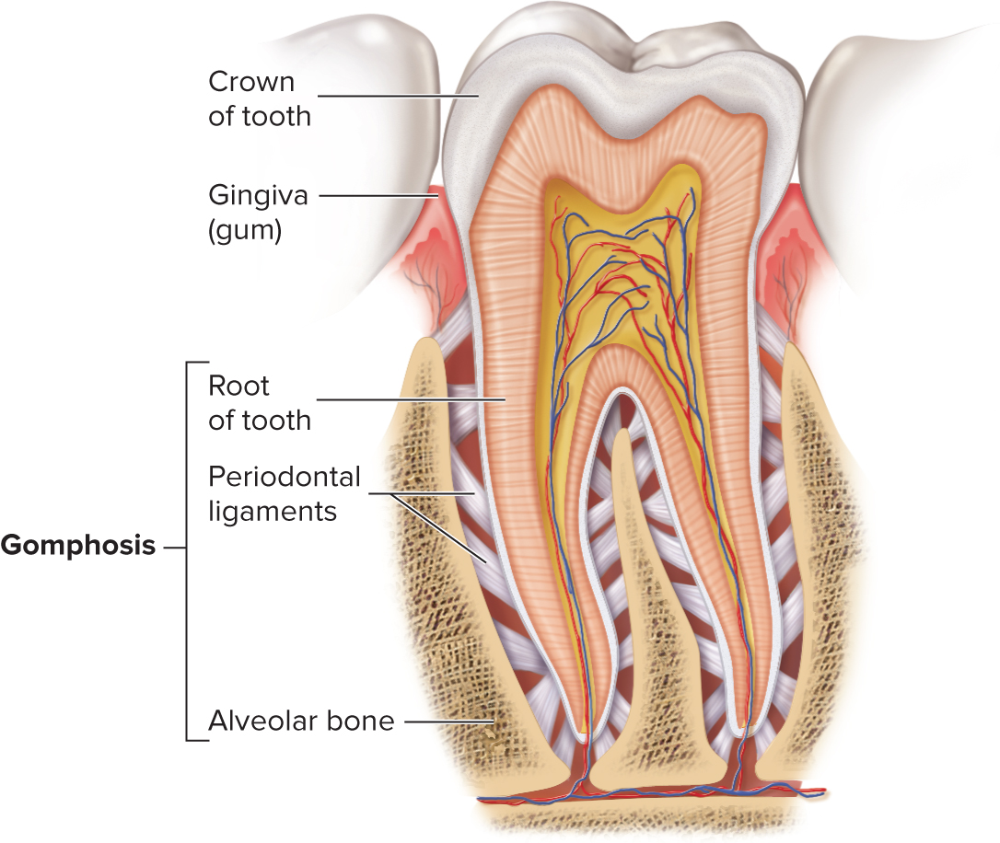 Crown
of tooth
Gingiva
(gum)
Root
of tooth
Periodontal
ligaments
Gomphosis
Alveolar bone